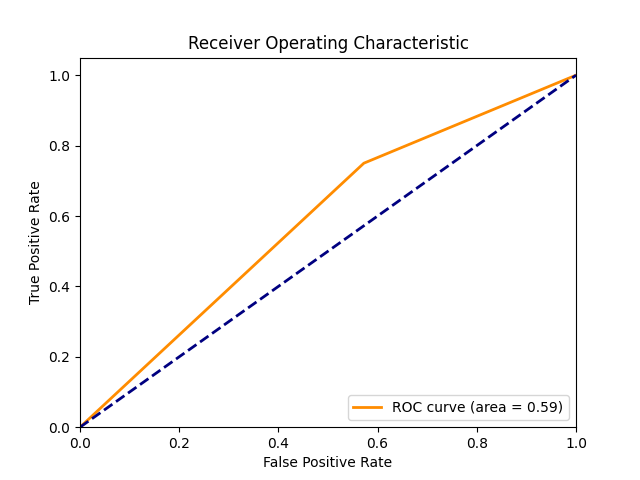 Receiver Operating Characteristic
True Positive Rate
1.0
0.8
0.6
0.4
0.2
0.0
ROC curve (area = 0.59)
0.0 0.2 0.4 0.6 0.8 1.0
False Positive Rate